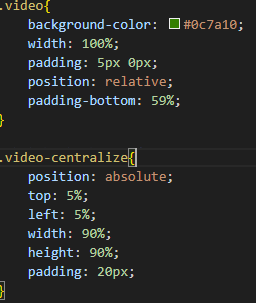 .video{
background-color: #0c7a10;
width: 100%;
padding: 5px 0px;
position: relative;
padding-bottom: 59%;
}
.video-centralize{
position: absolute;
top: 5%;
left: 5%;
width: 90%;
height: 90%;
padding: 20px;
}